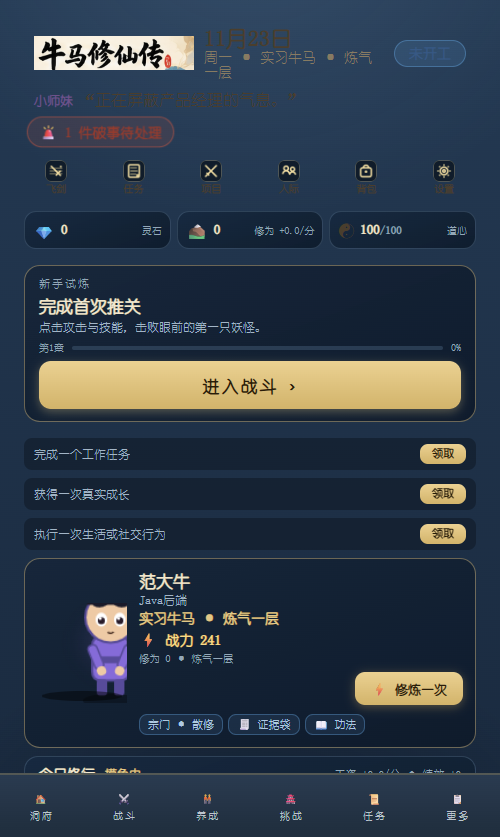 牛马修仙传
11月23日
周一 • 实习牛马 • 炼气一层
未开工
小师妹
1 件破事待处理
飞剑
任务
项目
人际
背包
设置
0 灵石
0 修为 +0.0/分
100/100 道心
新手试炼
完成首次推关
点击攻击与技能，击败眼前的第一只妖怪。
第1章 0%
进入战斗 ›
完成一个工作任务 领取
获得一次真实成长 领取
执行一次生活或社交行为 领取
范大牛
Java后端
实习牛马 • 炼气一层
战力 241
修为 0 • 炼气一层
修炼一次
宗门 • 散修 证据袋 功法
洞府 战斗 养成 挑战 任务 更多